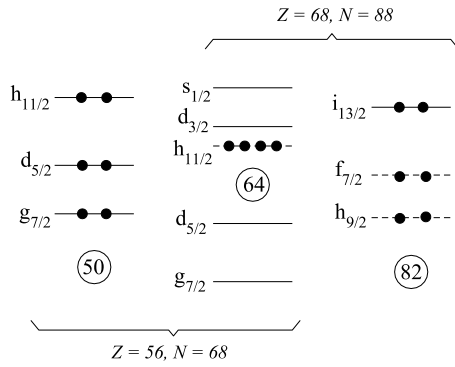 Z = 68, N = 88
h11/2
d5/2
g7/2
50
s1/2
d3/2
h11/2
64
d5/2
g7/2
i13/2
f7/2
h9/2
82
Z = 56, N = 68